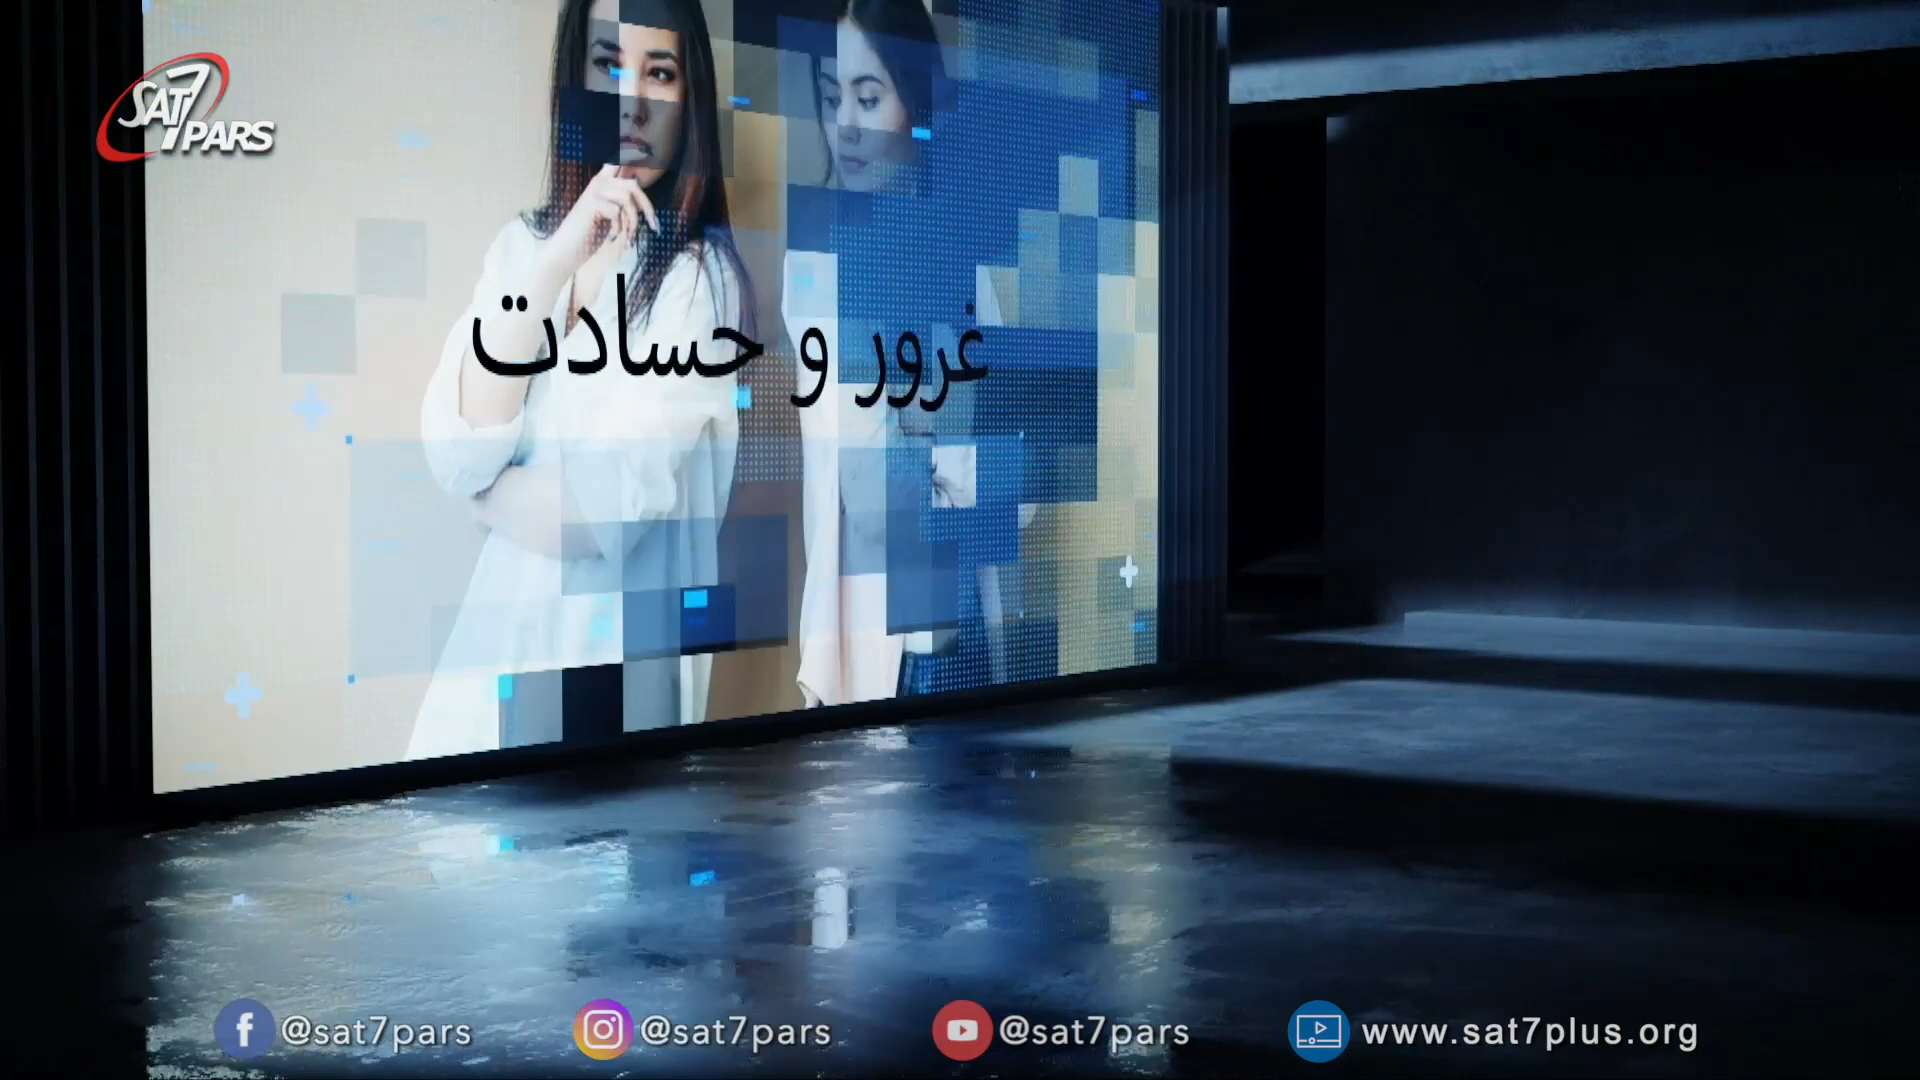 SAT7 PARS
غرور و حسادت
@sat7pars
@sat7pars
@sat7pars
www.sat7plus.org